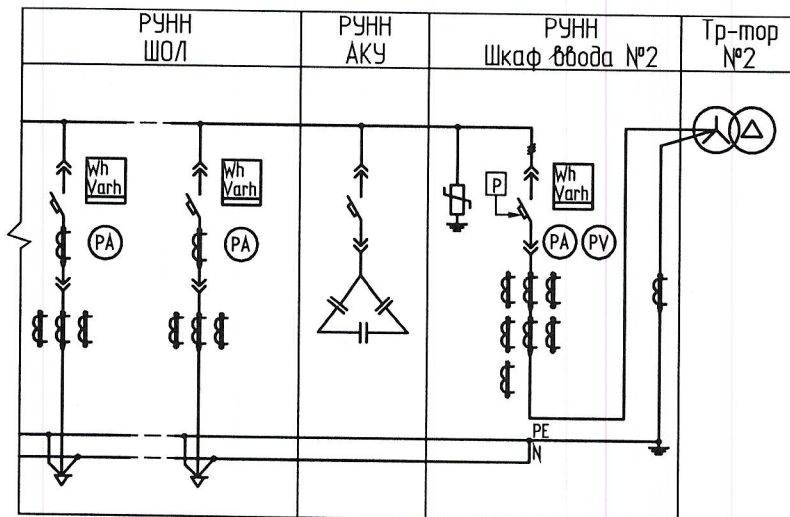 РУНН
ШОЛ
РУНН
АКУ
РУНН
Шкаф ввода №2
Тр-тор
№2
Wh
Varh
PA
Wh
Varh
PA
P
Wh
Varh
PA
PV
PE
N